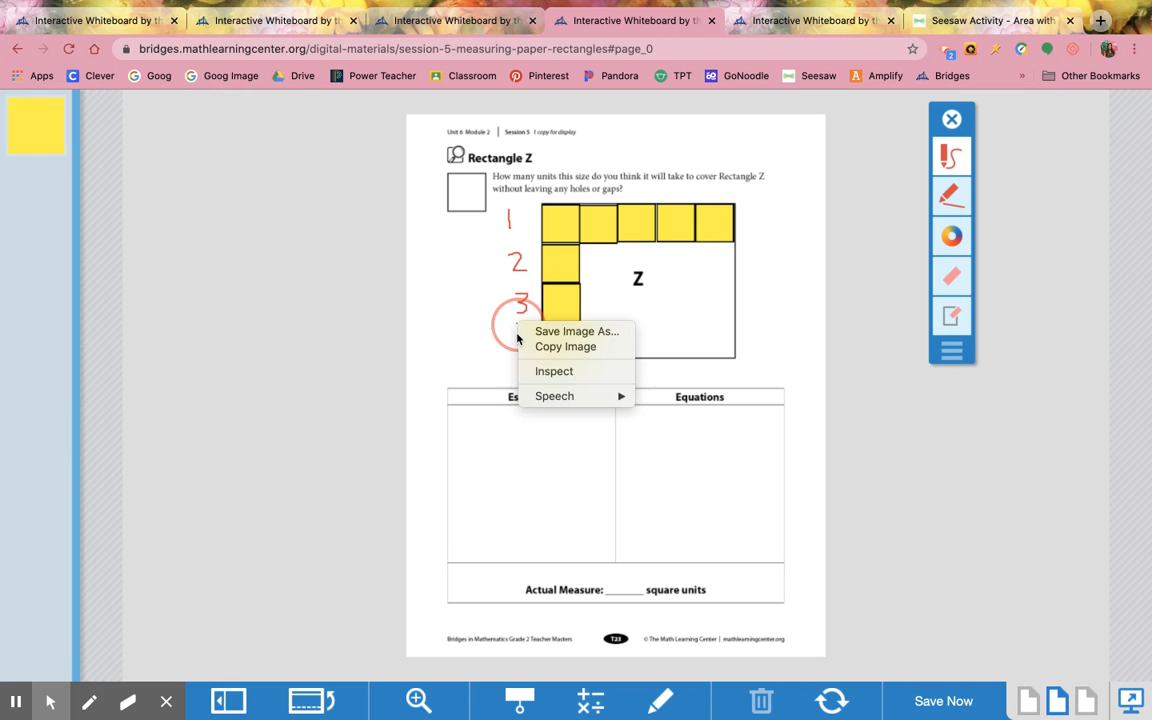 Interactive Whiteboard by th
Interactive Whiteboard by th
Interactive Whiteboard by th
Interactive Whiteboard by th
Interactive Whiteboard by th
Seesaw Activity - Area with
bridges.mathlearningcenter.org/digital-materials/session-5-measuring-paper-rectangles#page_0
2
Apps
Clever
Goog
Goog Image
Drive
Power Teacher
Classroom
Pinterest
Pandora
TPT
GoNoodle
Seesaw
Amplify
Bridges
»
Other Bookmarks
Unit 6 Module 2 | Session 5 1 copy for display
Rectangle Z
How many units this size do you think it will take to cover Rectangle Z
without leaving any holes or gaps?
1
2
Z
3
Save Image As...
Copy Image
Inspect
Speech
Es
Equations
Actual Measure: ______ square units
Bridges in Mathematics Grade 2 Teacher Masters
T23
© The Math Learning Center | mathlearningcenter.org
Save Now